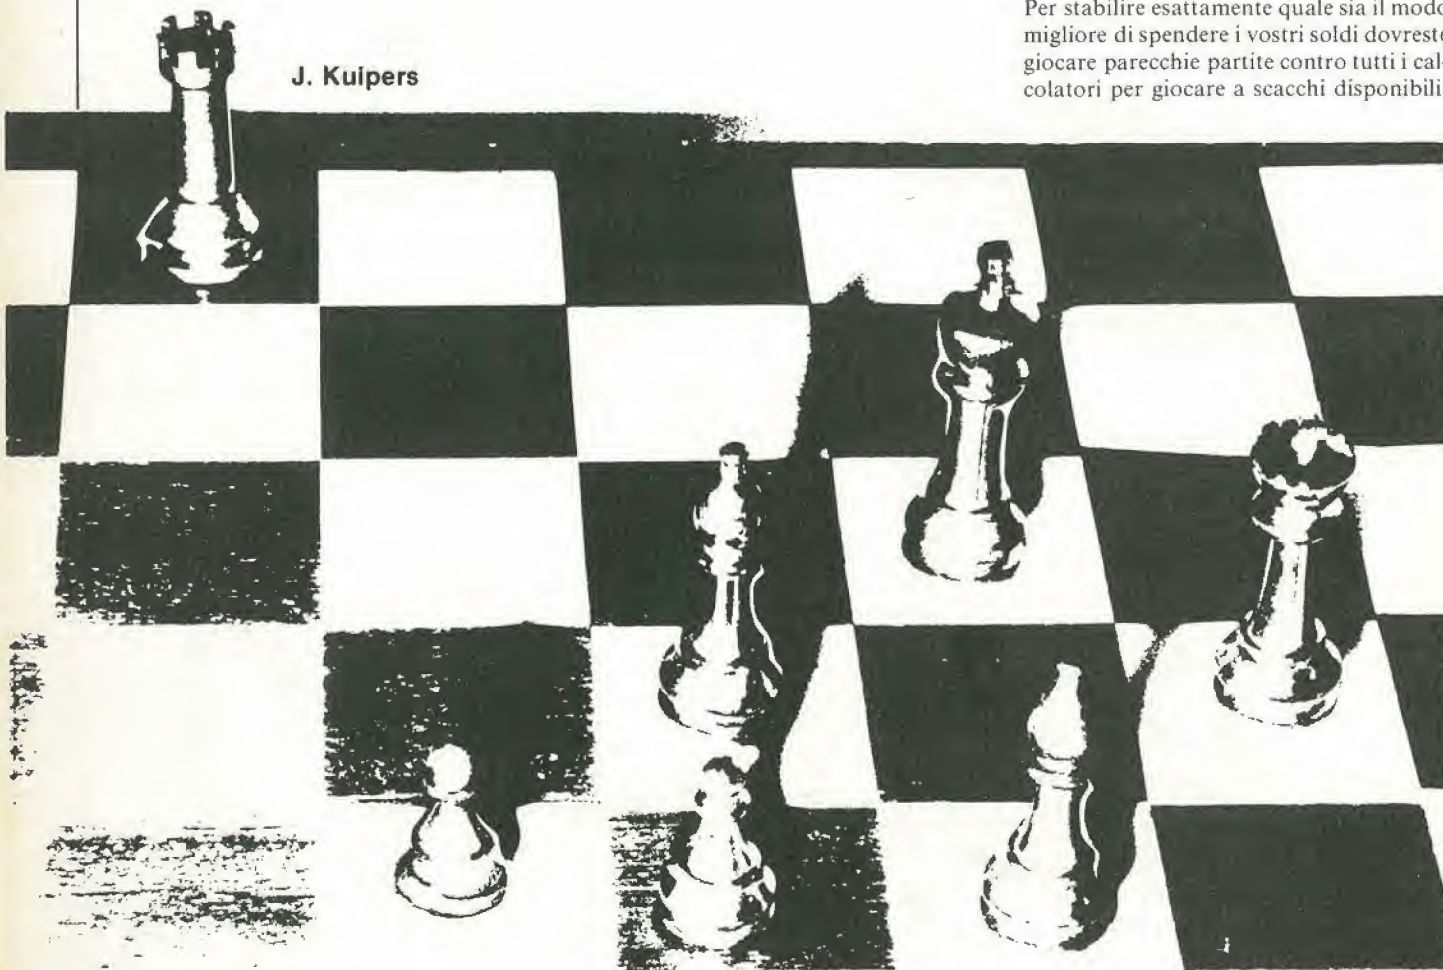 J. Kuipers
Per stabilire esattamente quale sia il modo
migliore di spendere i vostri soldi dovreste
giocare parecchie partite contro tutti i cal-
colatori per giocare a scacchi disponibili